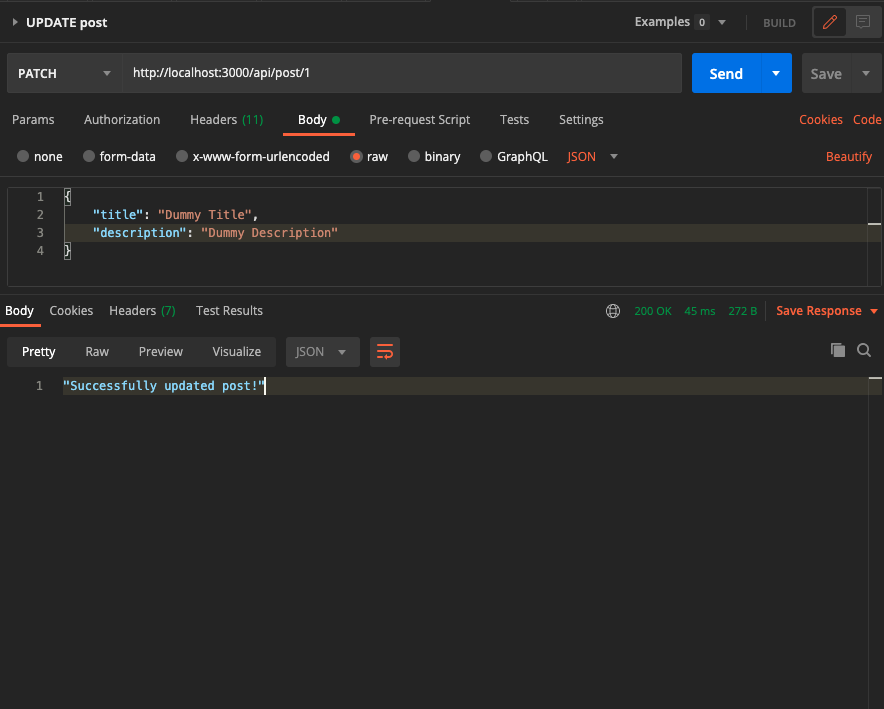 UPDATE post Examples 0 BUILD
PATCH http://localhost:3000/api/post/1 Send Save
Params Authorization Headers (11) Body Pre-request Script Tests Settings Cookies Code
none form-data x-www-form-urlencoded raw binary GraphQL JSON Beautify
1 {
2 "title": "Dummy Title",
3 "description": "Dummy Description"
4 }
Body Cookies Headers (7) Test Results 200 OK 45 ms 272 B Save Response
Pretty Raw Preview Visualize JSON
1 "Successfully updated post!"